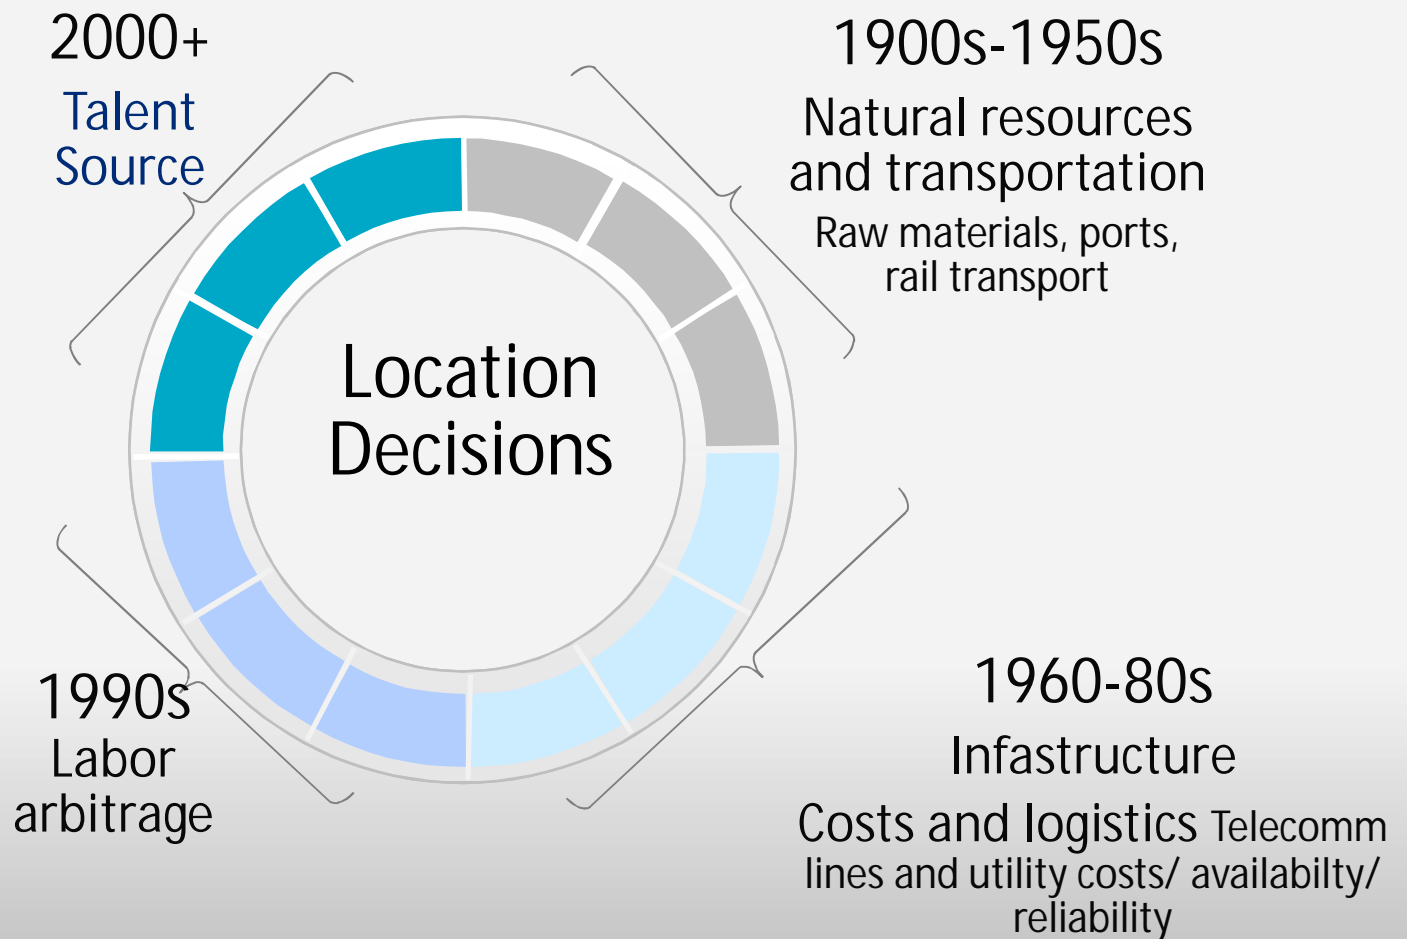 2000+
Talent
Source
1900s-1950s
Natural resources
and transportation
Raw materials, ports,
rail transport
Location
Decisions
1990s
Labor
arbitrage
1960-80s
Infastructure
Costs and logistics Telecomm
lines and utility costs/ availabilty/
reliability